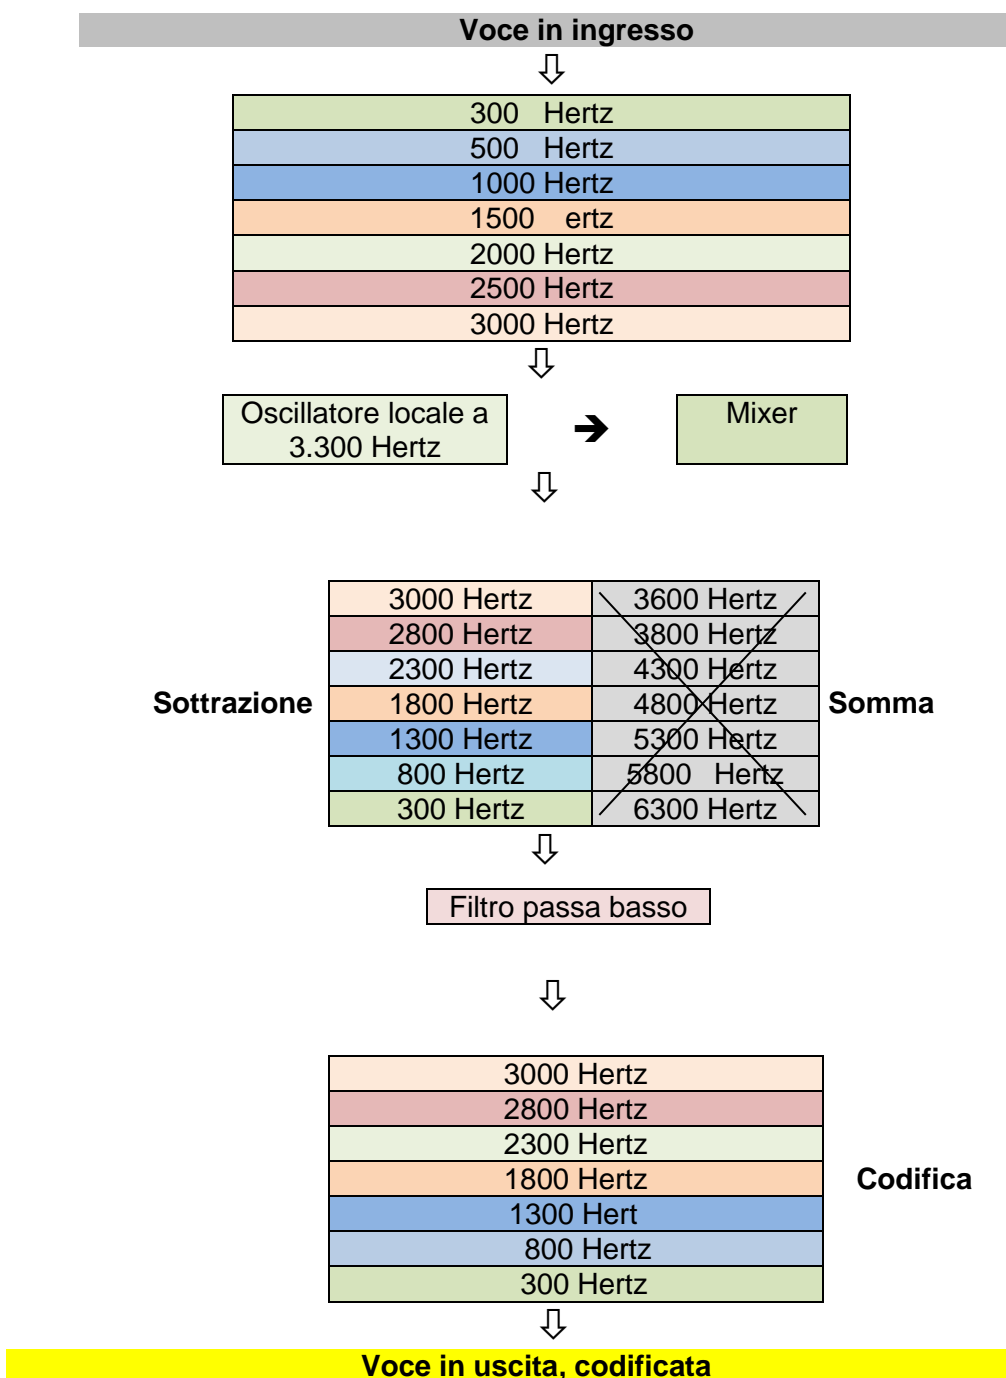 Voce in ingresso
300 Hertz
500 Hertz
1000 Hertz
1500 ertz
2000 Hertz
2500 Hertz
3000 Hertz
Oscillatore locale a
3.300 Hertz
Mixer
3000 Hertz 3600 Hertz
2800 Hertz 3800 Hertz
2300 Hertz 4300 Hertz
Sottrazione 1800 Hertz 4800 Hertz Somma
1300 Hertz 5300 Hertz
800 Hertz 5800 Hertz
300 Hertz 6300 Hertz
Filtro passa basso
3000 Hertz
2800 Hertz
2300 Hertz
1800 Hertz Codifica
1300 Hert
800 Hertz
300 Hertz
Voce in uscita, codificata